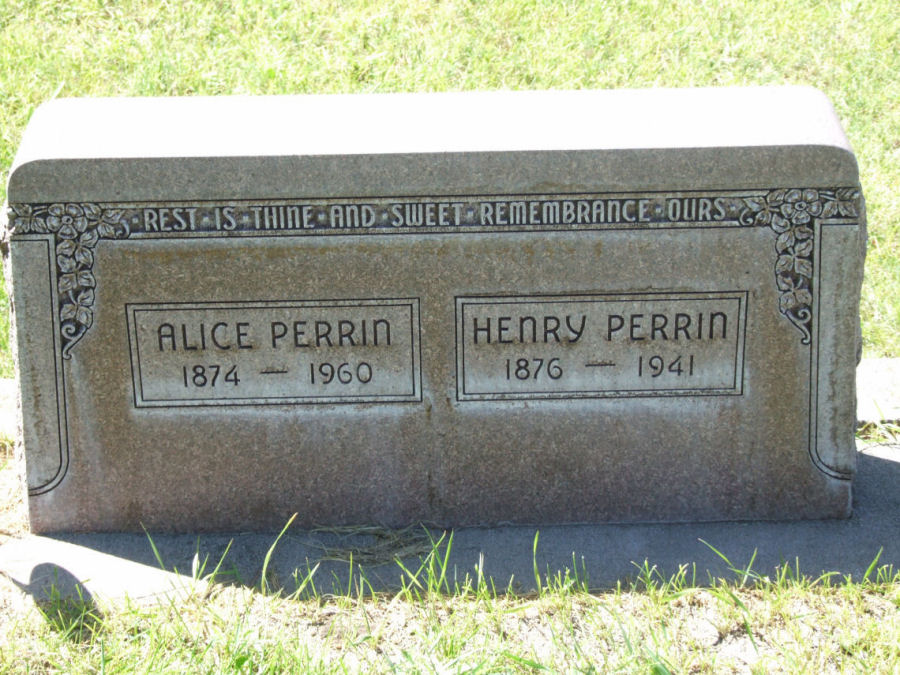 REST IS THINE AND SWEET REMEMBRANCE OURS
ALICE PERRIN
1874 — 1960
HENRY PERRIN
1876 — 1941